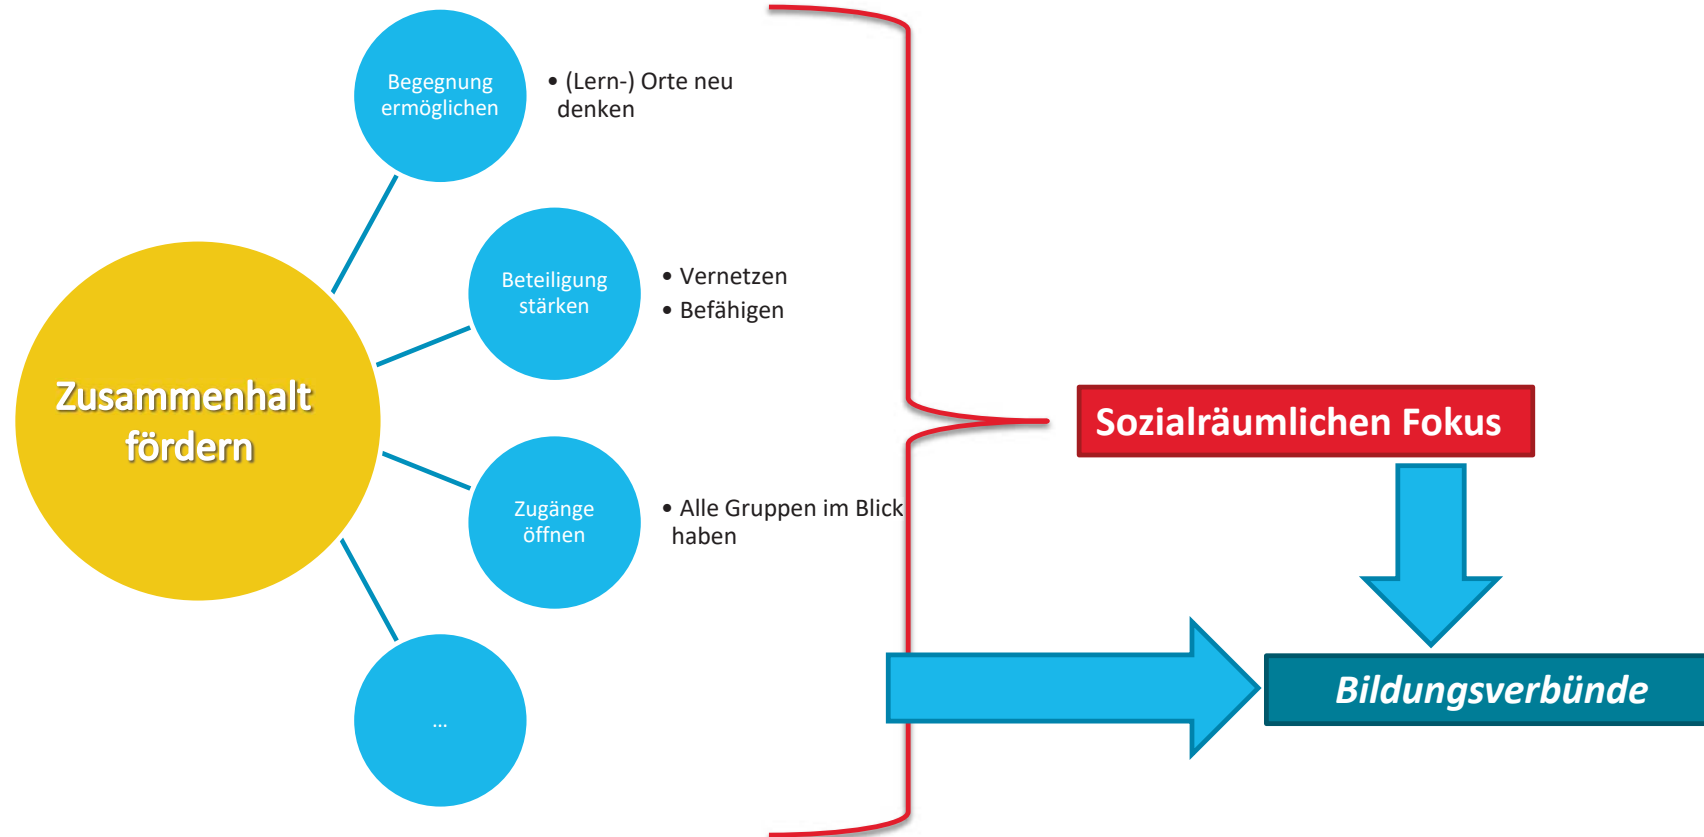 Begegnung
ermöglichen
• (Lern-) Orte neu
denken
Beteiligung
stärken
• Vernetzen
• Befähigen
Zusammenhalt
fördern
Sozialräumlichen Fokus
Zugänge
öffnen
• Alle Gruppen im Blick
haben
Bildungsverbünde
...